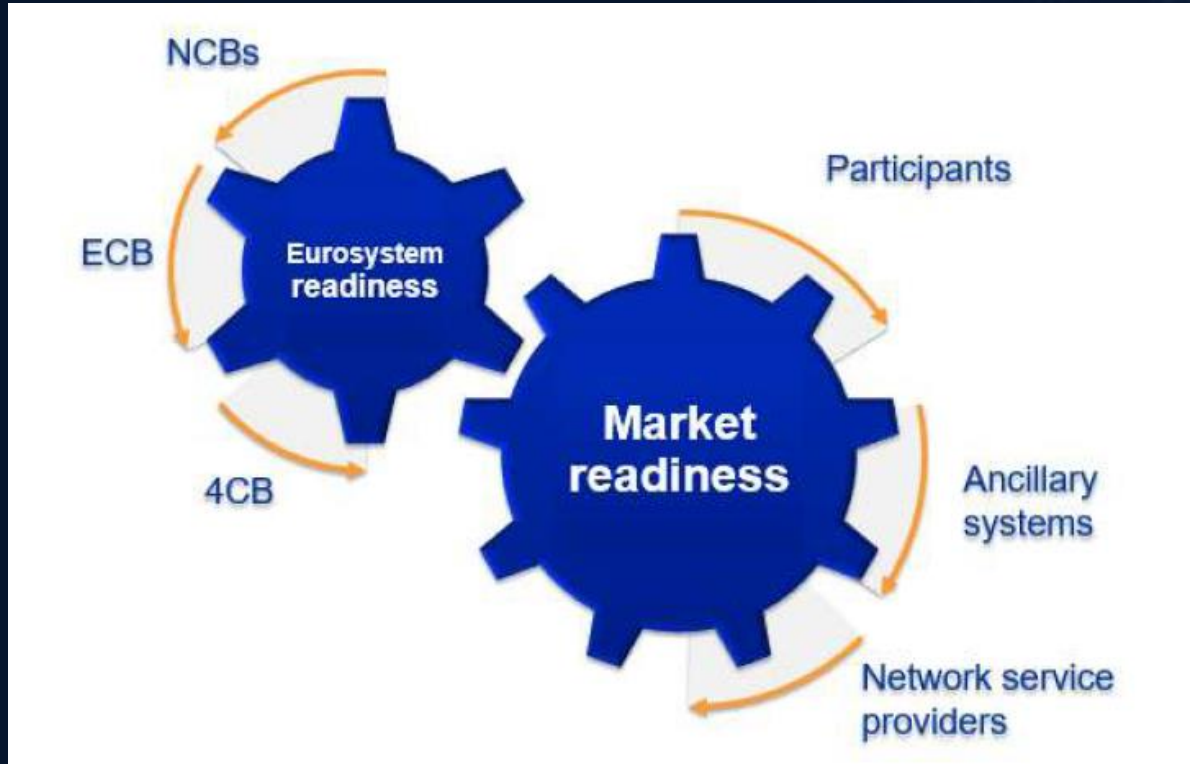 NCBs
ECB
4CB
Eurosystem
readiness
Participants
Market
readiness
Ancillary
systems
Network service
providers